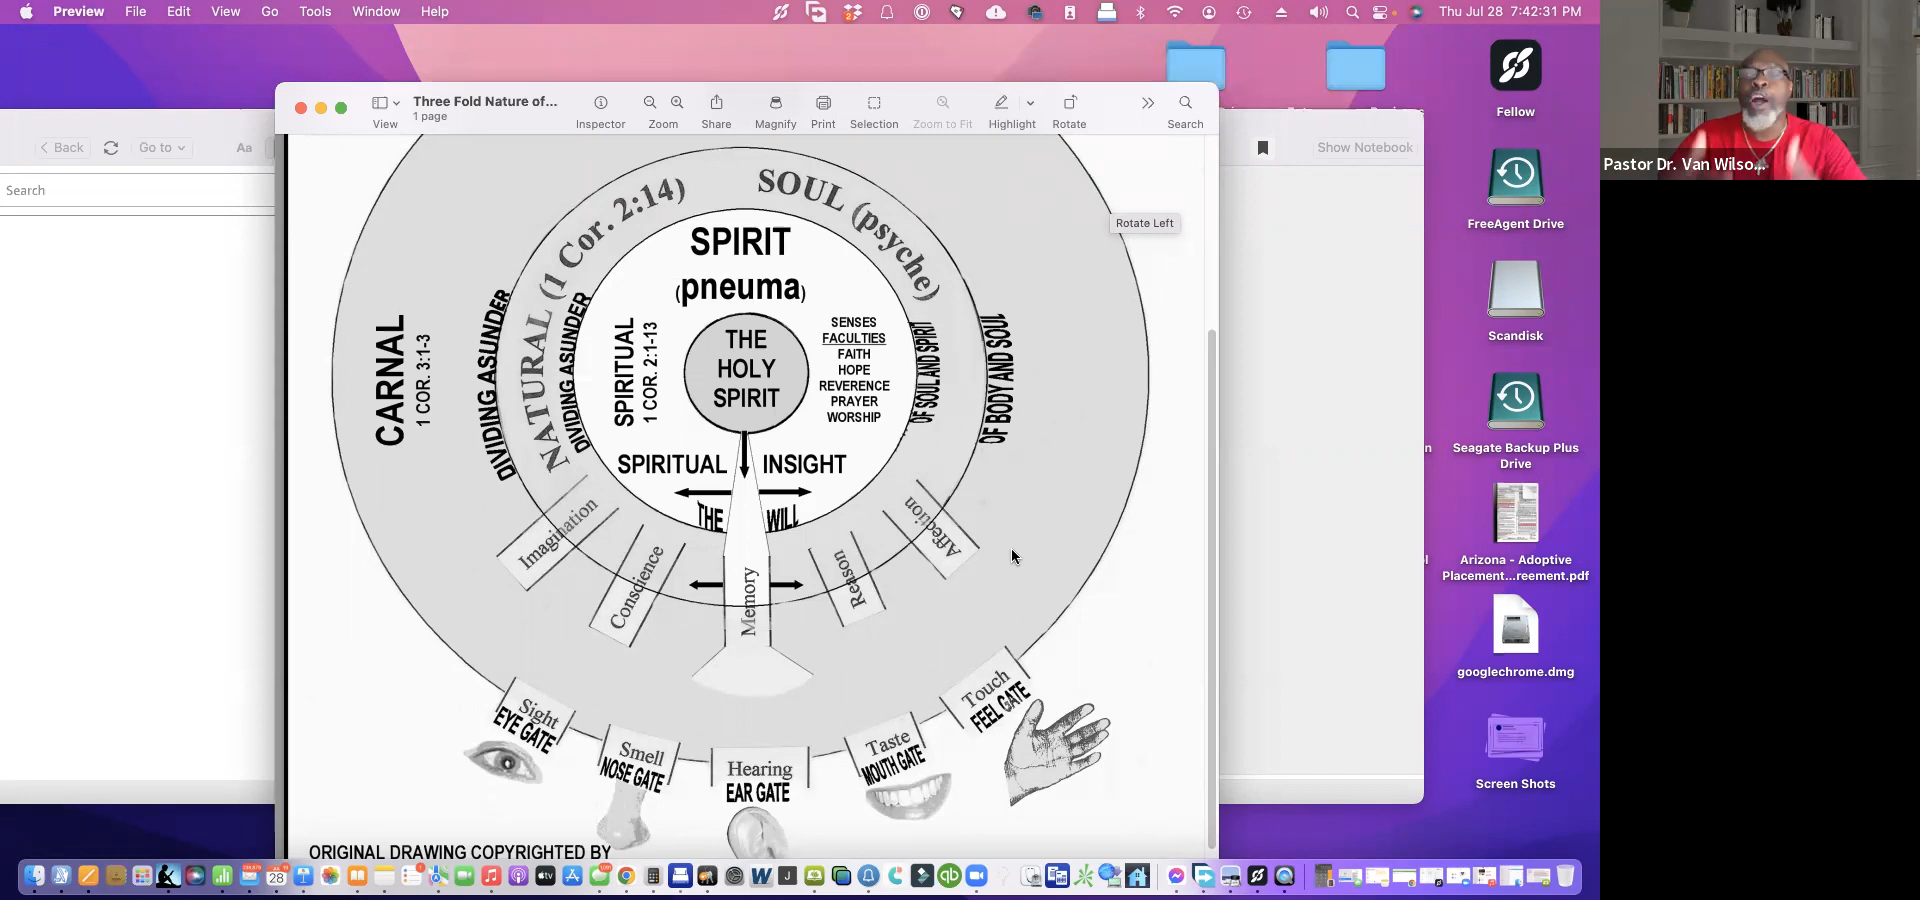 Preview File Edit View Go Tools Window Help
Thu Jul 28 7:42:31 PM
Three Fold Nature of...
1 page
View
Inspector
Zoom
Share
Magnify
Print
Selection
Zoom to Fit
Highlight
Rotate
Search
Back
Go to
Aa
Search
Show Notebook
Rotate Left
NATURAL (1 Cor. 2:14)
SOUL (psyche)
SPIRIT
(pneuma)
THE
HOLY
SPIRIT
CARNAL
1 COR. 3:1-3
DIVIDING ASUNDER
DIVIDING ASUNDER
SPIRITUAL
1 COR. 2:1-13
SENSES
FACULTIES
FAITH
HOPE
REVERENCE
PRAYER
WORSHIP
OF SOUL AND SPIRIT
OF BODY AND SOUL
SPIRITUAL INSIGHT
THE WILL
Imagination
Conscience
Memory
Reason
Affection
Sight
EYE GATE
Smell
NOSE GATE
Hearing
EAR GATE
Taste
MOUTH GATE
Touch
FEEL GATE
ORIGINAL DRAWING COPYRIGHTED BY
Fellow
FreeAgent Drive
Scandisk
Seagate Backup Plus
Drive
Arizona - Adoptive
Placement...reement.pdf
googlechrome.dmg
Screen Shots
Pastor Dr. Van Wilso...
28
tv
W
J
qb